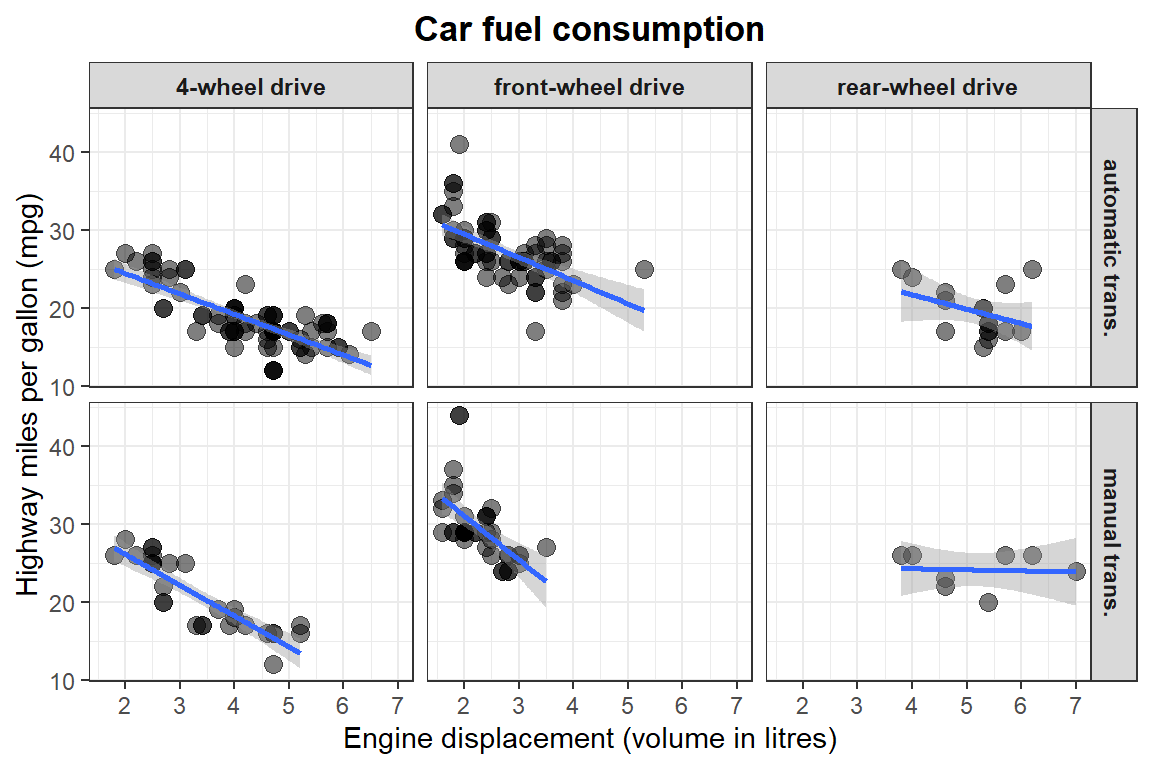 Car fuel consumption
4-wheel drive
front-wheel drive
rear-wheel drive
automatic trans.
manual trans.
Highway miles per gallon (mpg)
40
30
20
10
40
30
20
10
2 3 4 5 6 7
2 3 4 5 6 7
2 3 4 5 6 7
Engine displacement (volume in litres)